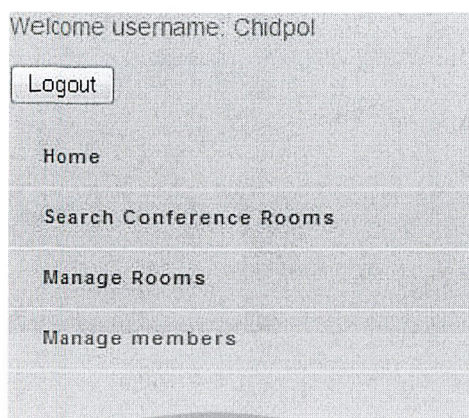 Welcome username: Chidpol
Logout
Home
Search Conference Rooms
Manage Rooms
Manage members